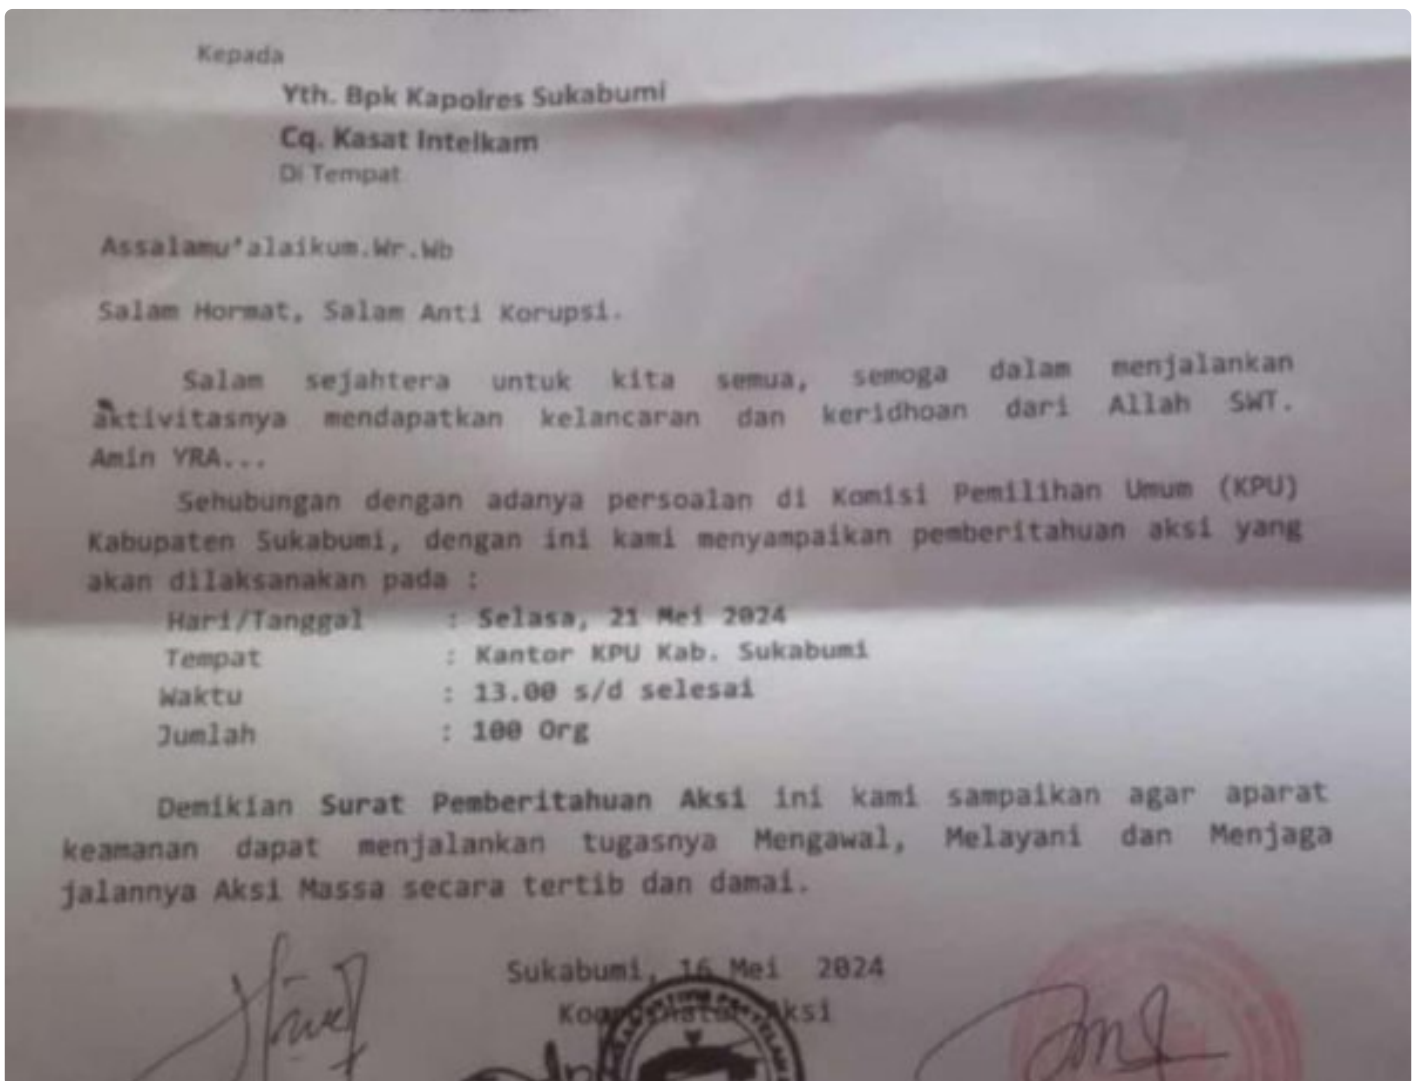 Kepada
Yth. Bpk Kapolres Sukabumi
Cq. Kasat Intelkam
Di Tempat
Assalamu'alaikum.Wr.Wb
Salam Hormat, Salam Anti Korupsi.
Salam sejahtera untuk kita semua, semoga dalam menjalankan
aktivitasnya mendapatkan kelancaran dan keridhoan dari Allah SWT.
Amin YRA...
Sehubungan dengan adanya persoalan di Komisi Pemilihan Umum (KPU)
Kabupaten Sukabumi, dengan ini kami menyampaikan pemberitahuan aksi yang
akan dilaksanakan pada :
Hari/Tanggal : Selasa, 21 Mei 2024
Tempat : Kantor KPU Kab. Sukabumi
Waktu : 13.00 s/d selesai
Jumlah : 100 Org
Demikian Surat Pemberitahuan Aksi ini kami sampaikan agar aparat
keamanan dapat menjalankan tugasnya Mengawal, Melayani dan Menjaga
jalannya Aksi Massa secara tertib dan damai.
Sukabumi, 16 Mei 2024
Aksi